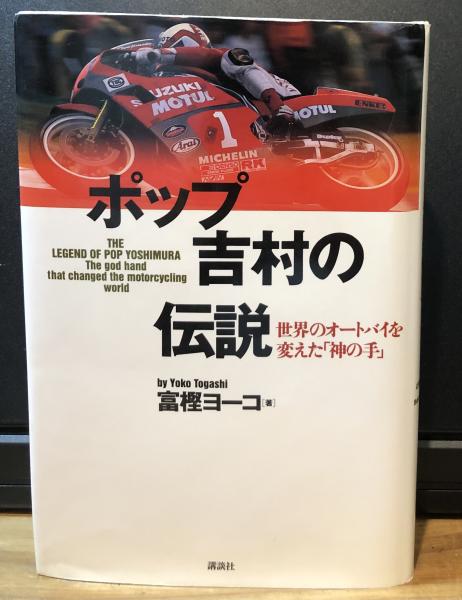 SUZUKI
MOTUL
Arai
1
MICHELIN
RK
MOTUL
ENKEI
ポップ
吉村の
伝説
THE
LEGEND OF POP YOSHIMURA
The god hand
that changed the motorcycling
world
世界のオートバイを
変えた「神の手」
by Yoko Togashi
富樫ヨーコ[著]
講談社